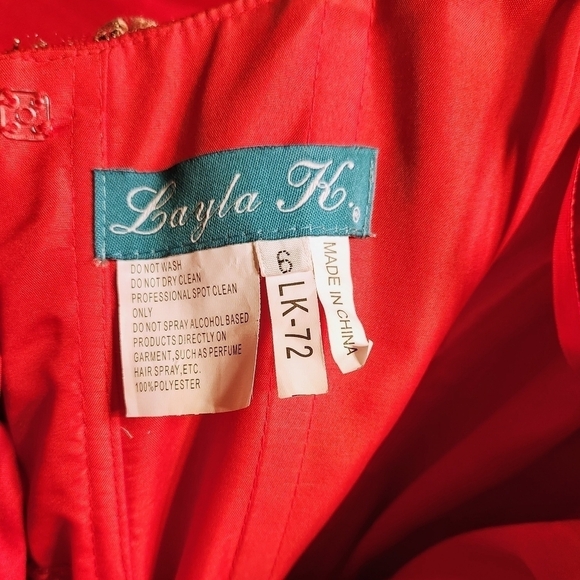 Layla K.®
DO NOT WASH
DO NOT DRY CLEAN
PROFESSIONAL SPOT CLEAN
ONLY
DO NOT SPRAY ALCOHOL BASED
PRODUCTS DIRECTLY ON
GARMENT, SUCH AS PERFUME
HAIR SPRAY, ETC.
100%POLYESTER
6
LK-72
MADE IN CHINA